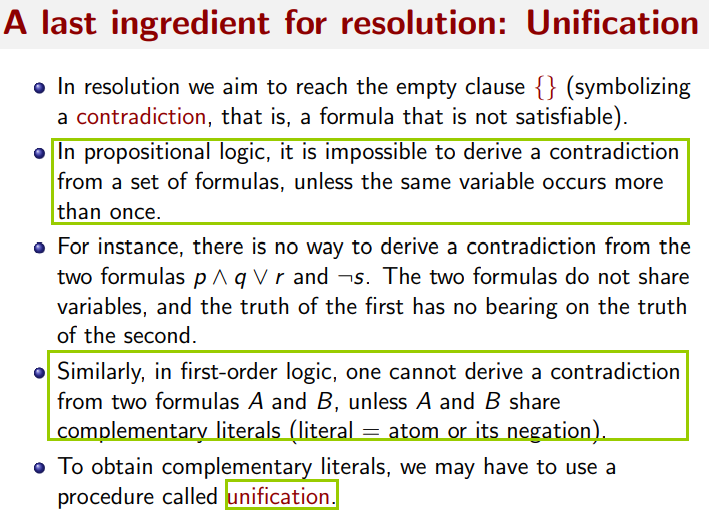 A last ingredient for resolution: Unification
In resolution we aim to reach the empty clause {} (symbolizing
a contradiction, that is, a formula that is not satisfiable).
In propositional logic, it is impossible to derive a contradiction
from a set of formulas, unless the same variable occurs more
than once.
For instance, there is no way to derive a contradiction from the
two formulas p ∧ q ∨ r and ¬s. The two formulas do not share
variables, and the truth of the first has no bearing on the truth
of the second.
Similarly, in first-order logic, one cannot derive a contradiction
from two formulas A and B, unless A and B share
complementary literals (literal = atom or its negation).
To obtain complementary literals, we may have to use a
procedure called unification.